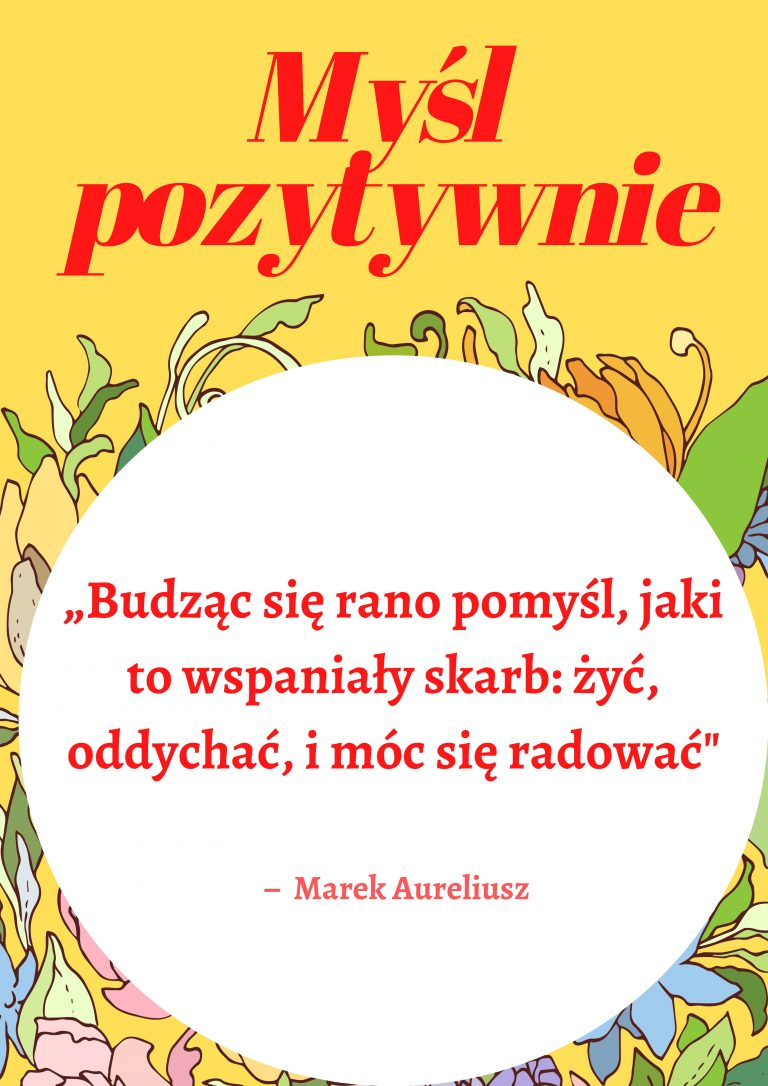 Myśl
pozytywnie
„Budząc się rano pomyśl, jaki
to wspaniały skarb: żyć,
oddychać, i móc się radować"
– Marek Aureliusz